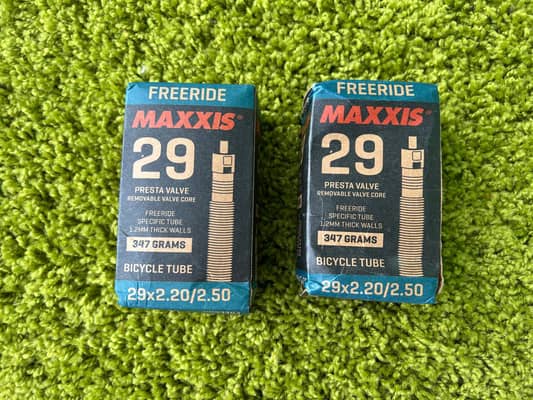 FREERIDE
MAXXIS®
29
PRESTA VALVE
REMOVABLE VALVE CORE
FREERIDE
SPECIFIC TUBE
1.2MM THICK WALLS
347 GRAMS
BICYCLE TUBE
29x2.20/2.50
FREERIDE
MAXXIS®
29
PRESTA VALVE
REMOVABLE VALVE CORE
FREERIDE
SPECIFIC TUBE
1.2MM THICK WALLS
347 GRAMS
BICYCLE TUBE
29x2.20/2.50